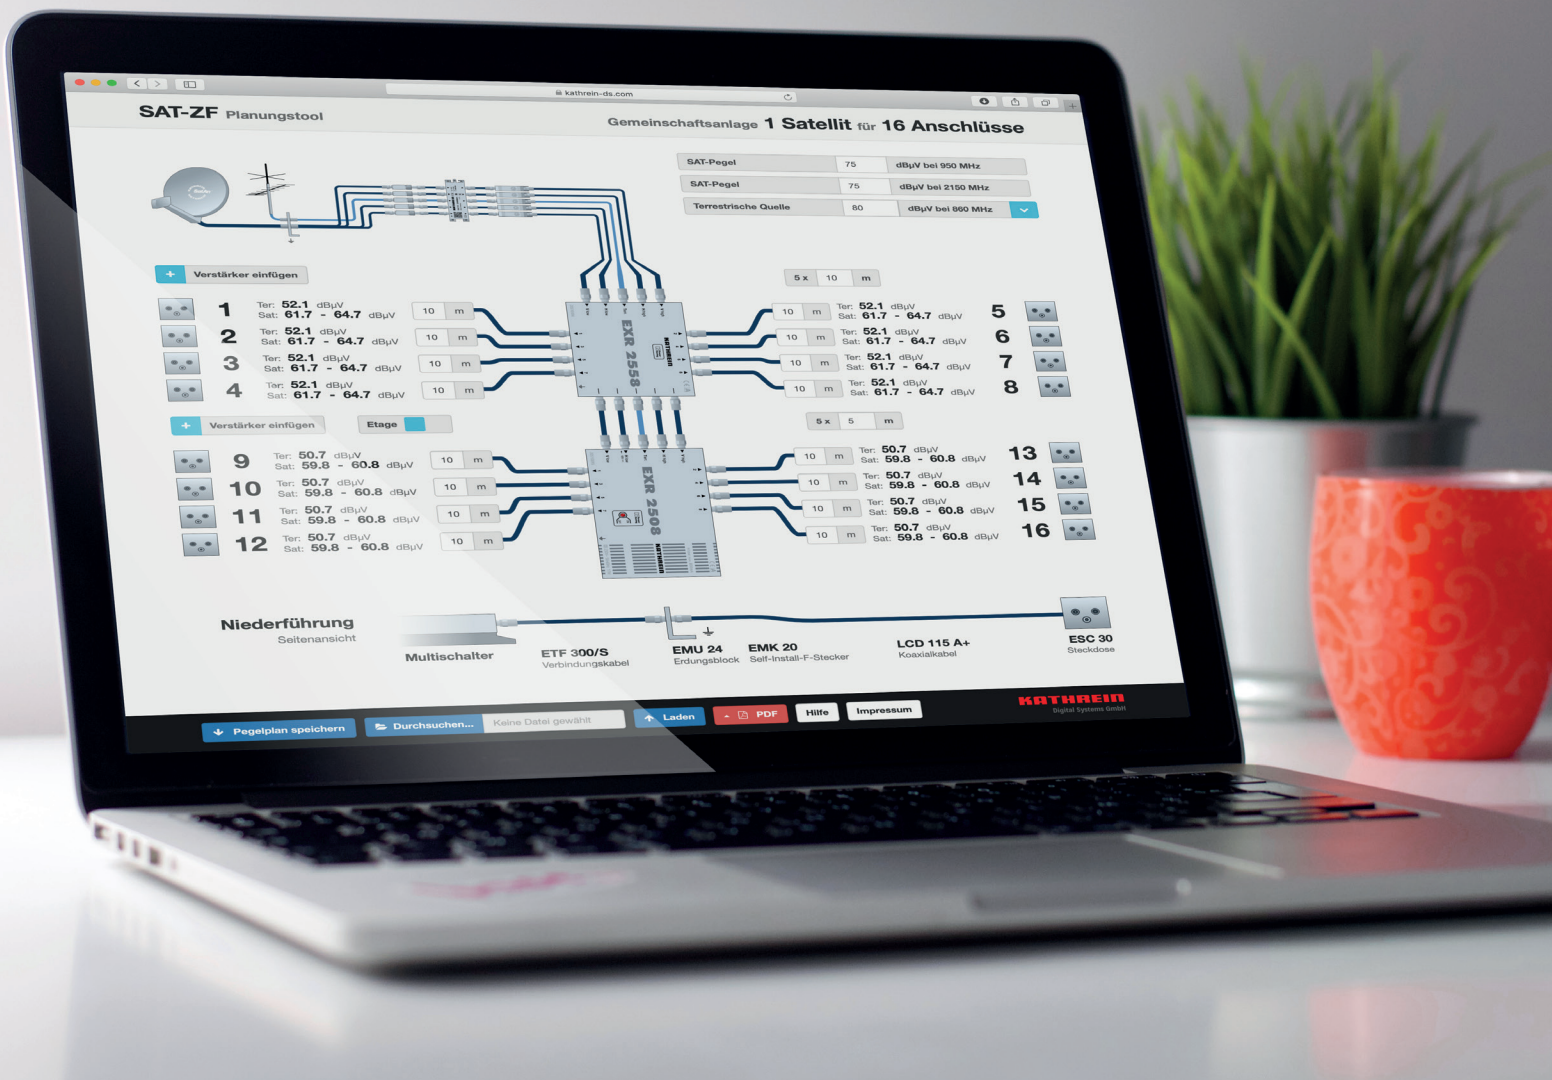 kathrein-ds.com
SAT-ZF Planungstool
Gemeinschaftsanlage 1 Satellit für 16 Anschlüsse
SAT-Pegel 75 dBµV bei 950 MHz
SAT-Pegel 75 dBµV bei 2150 MHz
Terrestrische Quelle 80 dBµV bei 860 MHz
+ Verstärker einfügen
5 x 10 m
1 Ter: 52.1 dBµV
Sat: 61.7 - 64.7 dBµV
10 m
2 Ter: 52.1 dBµV
Sat: 61.7 - 64.7 dBµV
10 m
3 Ter: 52.1 dBµV
Sat: 61.7 - 64.7 dBµV
10 m
4 Ter: 52.1 dBµV
Sat: 61.7 - 64.7 dBµV
10 m
EXR 2558
KATHREIN
10 m
Ter: 52.1 dBµV
Sat: 61.7 - 64.7 dBµV
5
10 m
Ter: 52.1 dBµV
Sat: 61.7 - 64.7 dBµV
6
10 m
Ter: 52.1 dBµV
Sat: 61.7 - 64.7 dBµV
7
10 m
Ter: 52.1 dBµV
Sat: 61.7 - 64.7 dBµV
8
+ Verstärker einfügen
Etage
5 x 5 m
9 Ter: 50.7 dBµV
Sat: 59.8 - 60.8 dBµV
10 m
10 Ter: 50.7 dBµV
Sat: 59.8 - 60.8 dBµV
10 m
11 Ter: 50.7 dBµV
Sat: 59.8 - 60.8 dBµV
10 m
12 Ter: 50.7 dBµV
Sat: 59.8 - 60.8 dBµV
10 m
EXR 2508
KATHREIN
10 m
Ter: 50.7 dBµV
Sat: 59.8 - 60.8 dBµV
13
10 m
Ter: 50.7 dBµV
Sat: 59.8 - 60.8 dBµV
14
10 m
Ter: 50.7 dBµV
Sat: 59.8 - 60.8 dBµV
15
10 m
Ter: 50.7 dBµV
Sat: 59.8 - 60.8 dBµV
16
Niederführung
Seitenansicht
Multischalter
ETF 300/S
Verbindungskabel
EMU 24
Erdungsblock
EMK 20
Self-Install-F-Stecker
LCD 115 A+
Koaxialkabel
ESC 30
Steckdose
Pegelplan speichern
Durchsuchen... Keine Datei gewählt
Laden
PDF
Hilfe
Impressum
KATHREIN
Digital Systems GmbH